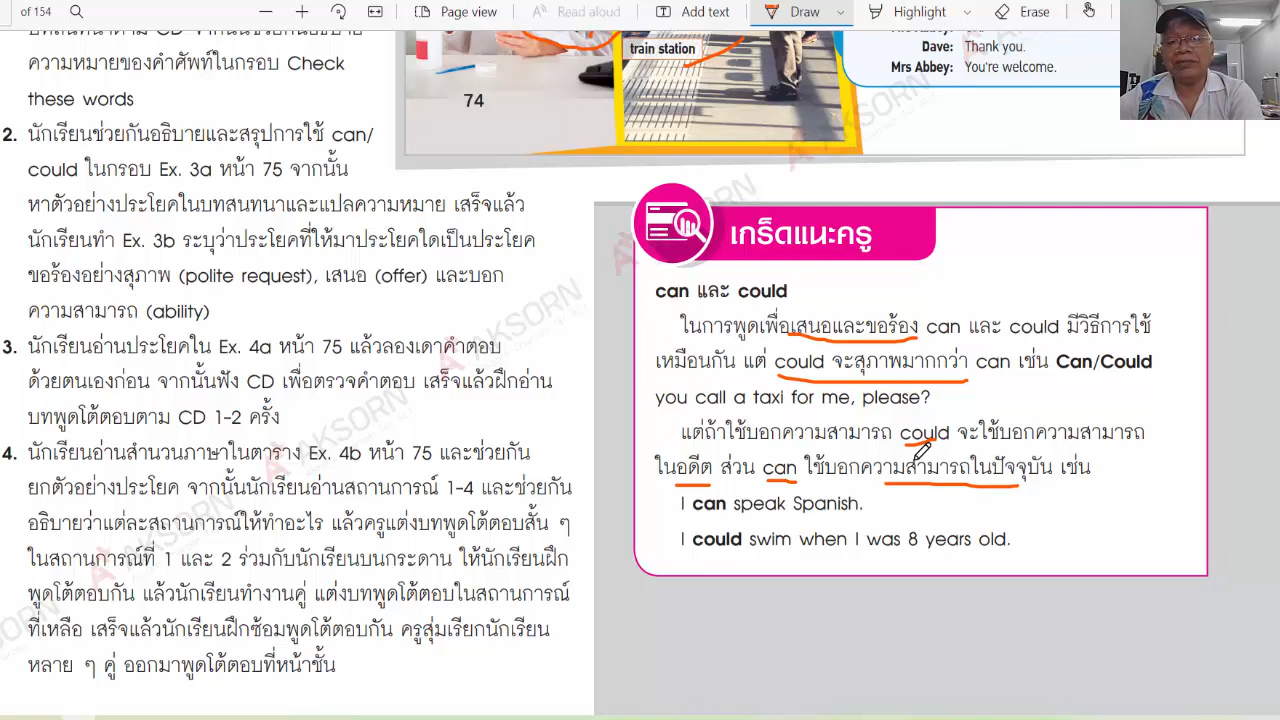 of 154
Page view
Read aloud
Add text
Draw
Highlight
Erase
ความหมายของคำศัพท์ในกรอบ Check
these words
2. นักเรียนช่วยกันอธิบายและสรุปการใช้ can/
could ในกรอบ Ex. 3a หน้า 75 จากนั้น
หาตัวอย่างประโยคในบทสนทนาและแปลความหมาย เสร็จแล้ว
นักเรียนทำ Ex. 3b ระบุว่าประโยคที่ให้มาประโยคใดเป็นประโยค
ขอร้องอย่างสุภาพ (polite request), เสนอ (offer) และบอก
ความสามารถ (ability)
3. นักเรียนอ่านประโยคใน Ex. 4a หน้า 75 แล้วลองเดาคำตอบ
ด้วยตนเองก่อน จากนั้นฟัง CD เพื่อตรวจคำตอบ เสร็จแล้วฝึกอ่าน
บทพูดโต้ตอบตาม CD 1-2 ครั้ง
4. นักเรียนอ่านสำนวนภาษาในตาราง Ex. 4b หน้า 75 และช่วยกัน
ยกตัวอย่างประโยค จากนั้นนักเรียนอ่านสถานการณ์ 1-4 และช่วยกัน
อธิบายว่าแต่ละสถานการณ์ให้ทำอะไร แล้วครูแต่งบทพูดโต้ตอบสั้น ๆ
ในสถานการณ์ที่ 1 และ 2 ร่วมกับนักเรียนบนกระดาน ให้นักเรียนฝึก
พูดโต้ตอบกัน แล้วนักเรียนทำงานคู่ แต่งบทพูดโต้ตอบในสถานการณ์
ที่เหลือ เสร็จแล้วนักเรียนฝึกซ้อมพูดโต้ตอบกัน ครูสุ่มเรียกนักเรียน
หลาย ๆ คู่ ออกมาพูดโต้ตอบที่หน้าชั้น
74
train station
Dave: Thank you.
Mrs Abbey: You're welcome.
เกร็ดแนะครู
can และ could
ในการพูดเพื่อเสนอและขอร้อง can และ could มีวิธีการใช้
เหมือนกัน แต่ could จะสุภาพมากกว่า can เช่น Can/Could
you call a taxi for me, please?
แต่ถ้าใช้บอกความสามารถ could จะใช้บอกความสามารถ
ในอดีต ส่วน can ใช้บอกความสามารถในปัจจุบัน เช่น
I can speak Spanish.
I could swim when I was 8 years old.
AKSORN
AKSORN
AKSORN
AKSORN